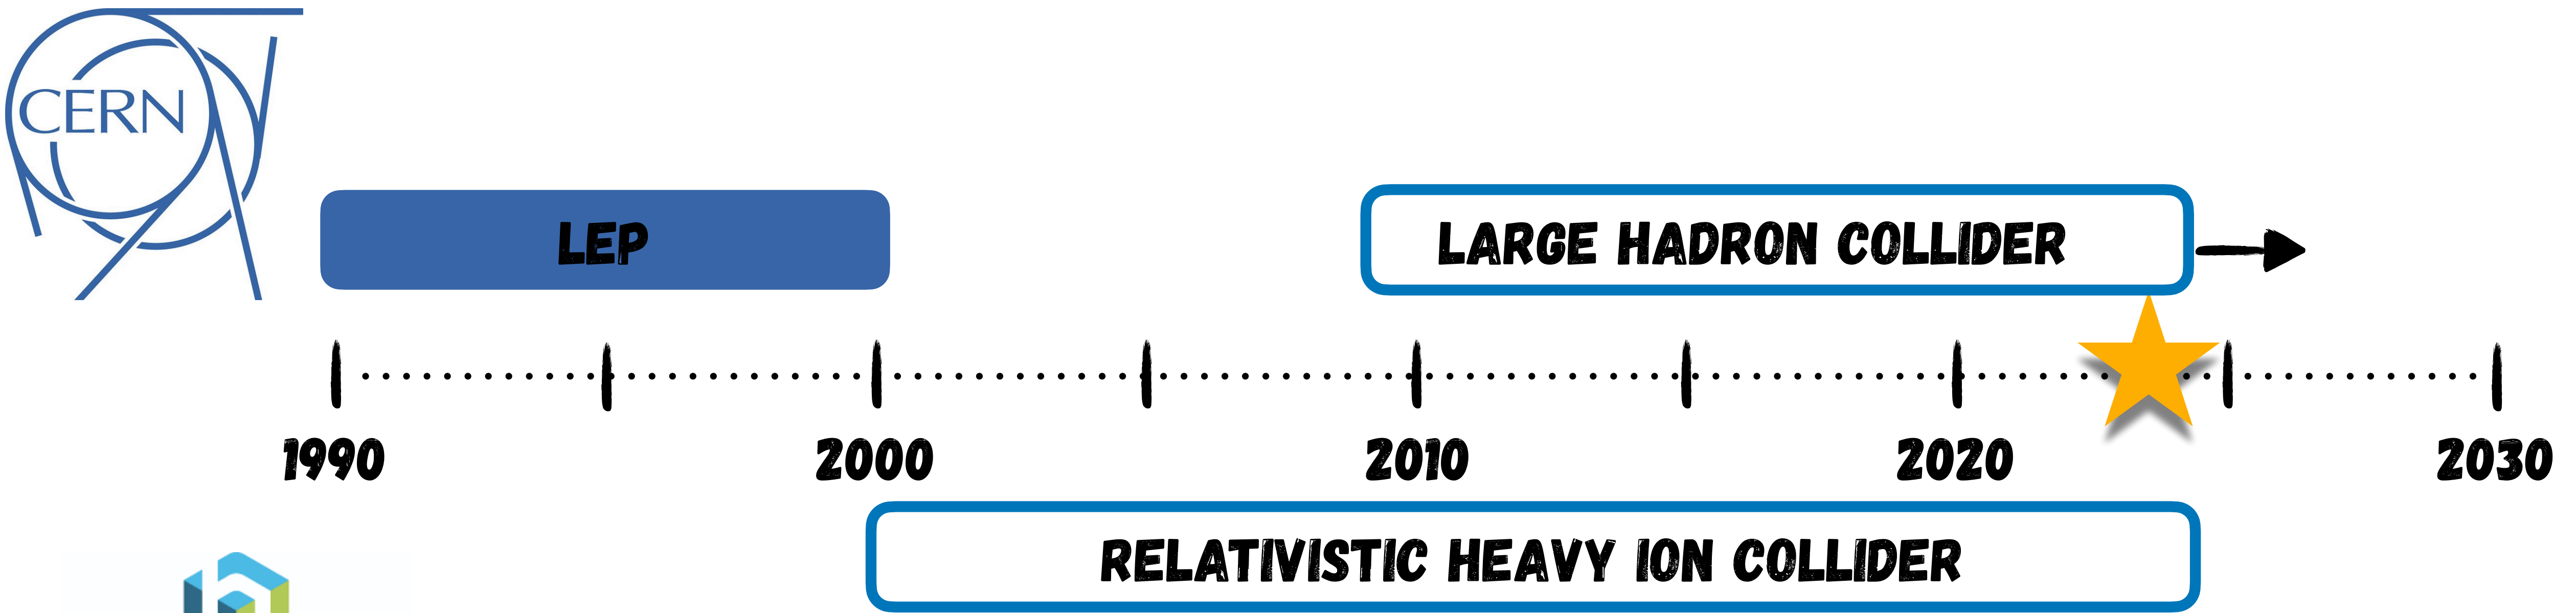 CERN
LEP
LARGE HADRON COLLIDER
1990
2000
2010
2020
2030
RELATIVISTIC HEAVY ION COLLIDER